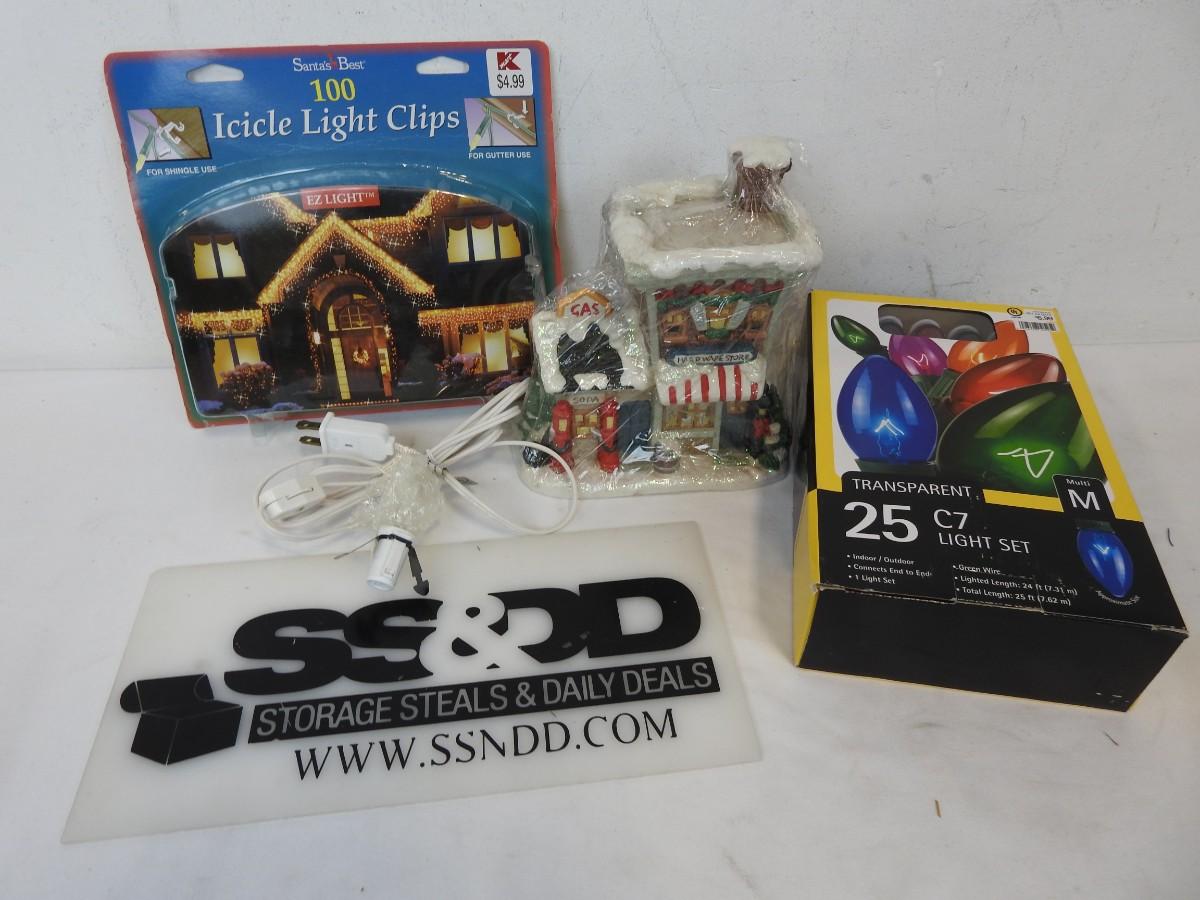 Santa's Best
100
Icicle Light Clips
$4.99
FOR SHINGLE USE
FOR GUTTER USE
EZ LIGHT™
GAS
HARDWARE STORE
SODA
TRANSPARENT
25 C7
LIGHT SET
Multi
M
• Indoor / Outdoor
• Connects End to End
• 1 Light Set
• Green Wire
• Lighted Length: 24 ft (7.31 m)
• Total Length: 25 ft (7.62 m)
Approximate Size
SS&DD
STORAGE STEALS & DAILY DEALS
WWW.SSNDD.COM